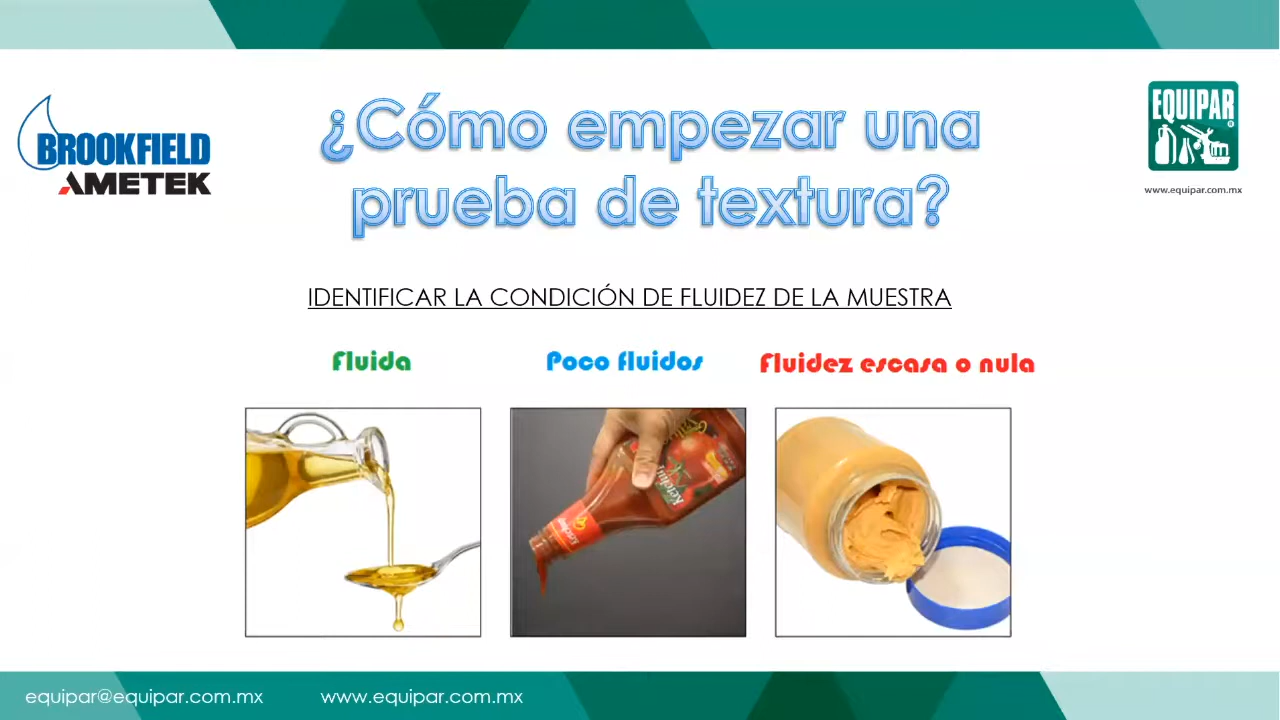 BROOKFIELD
AMETEK
¿Cómo empezar una
prueba de textura?
EQUIPAR
®
www.equipar.com.mx
IDENTIFICAR LA CONDICIÓN DE FLUIDEZ DE LA MUESTRA
Fluida
Poco fluidos
Fluidez escasa o nula
Ketchup
equipar@equipar.com.mx
www.equipar.com.mx